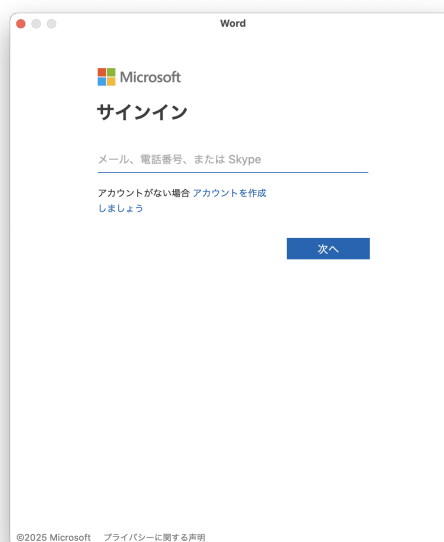 Word
Microsoft
サインイン
メール、電話番号、または Skype
アカウントがない場合 アカウントを作成
しましょう
次へ
©2025 Microsoft プライバシーに関する声明